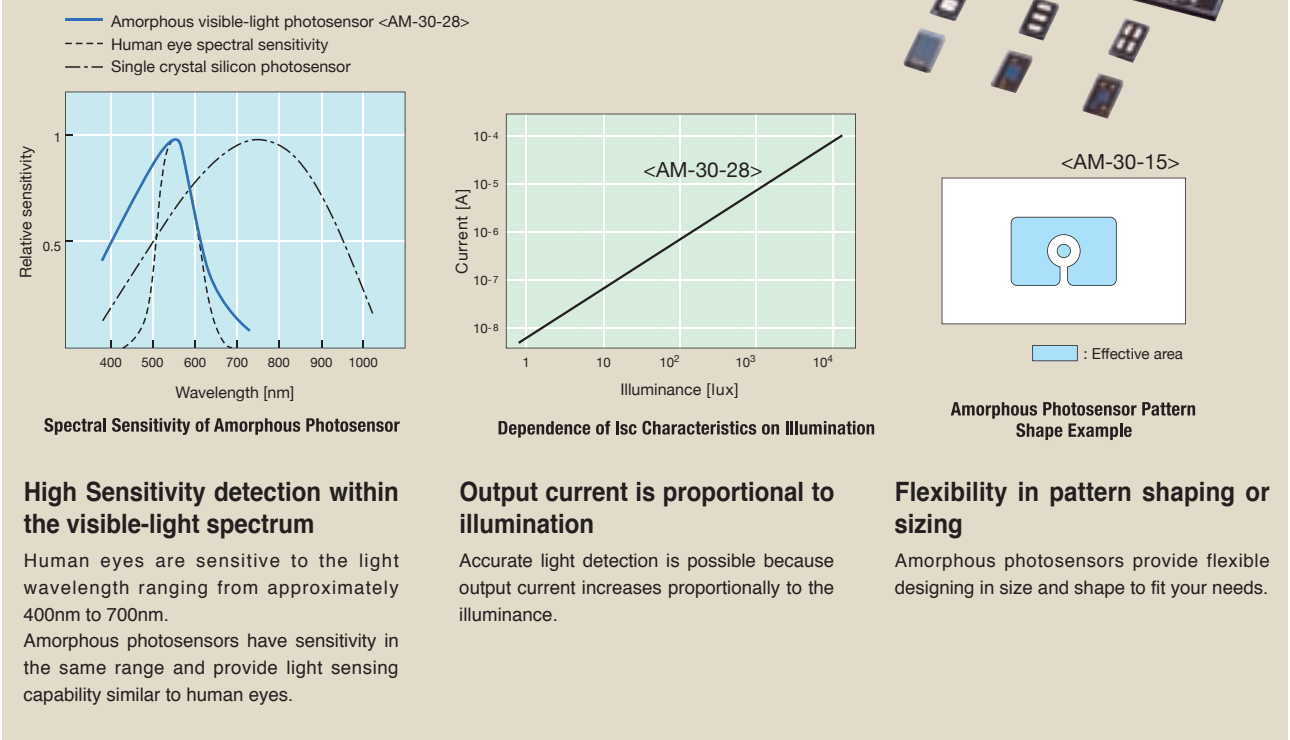 Amorphous visible-light photosensor <AM-30-28>
Human eye spectral sensitivity
Single crystal silicon photosensor
Relative sensitivity
1
0.5
400 500 600 700 800 900 1000
Wavelength [nm]
Spectral Sensitivity of Amorphous Photosensor
<AM-30-28>
Current [A]
10-4
10-5
10-6
10-7
10-8
1 10 10² 10³ 10⁴
Illuminance [lux]
Dependence of Isc Characteristics on Illumination
<AM-30-15>
: Effective area
Amorphous Photosensor Pattern
Shape Example
High Sensitivity detection within
the visible-light spectrum
Human eyes are sensitive to the light
wavelength ranging from approximately
400nm to 700nm.
Amorphous photosensors have sensitivity in
the same range and provide light sensing
capability similar to human eyes.
Output current is proportional to
illumination
Accurate light detection is possible because
output current increases proportionally to the
illuminance.
Flexibility in pattern shaping or
sizing
Amorphous photosensors provide flexible
designing in size and shape to fit your needs.